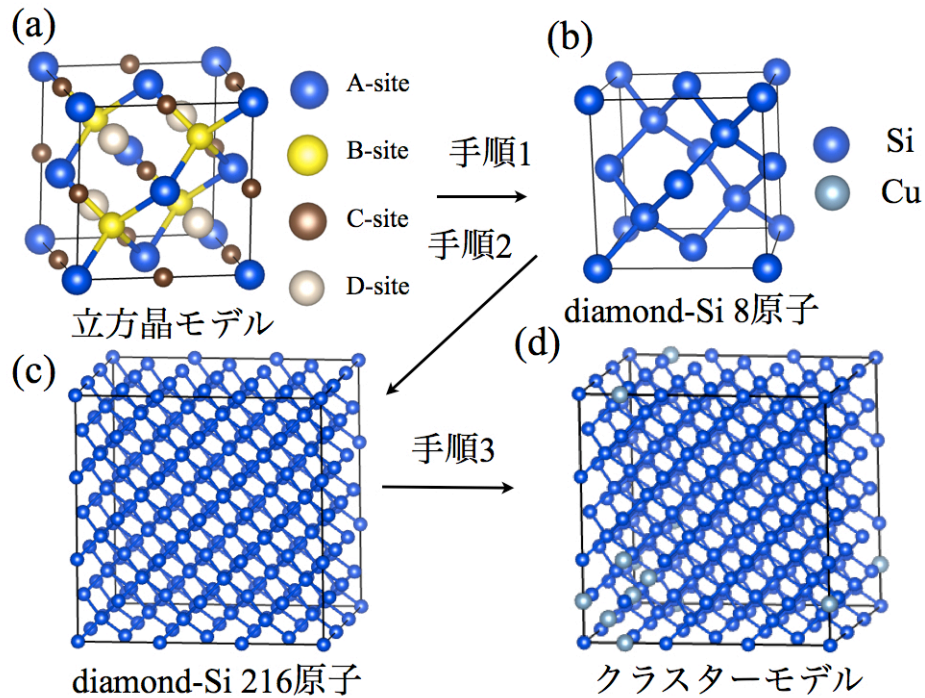 (a)
A-site
B-site
C-site
D-site
立方晶モデル
手順1
手順2
(b)
Si
Cu
diamond-Si 8原子
(c)
diamond-Si 216原子
手順3
(d)
クラスターモデル